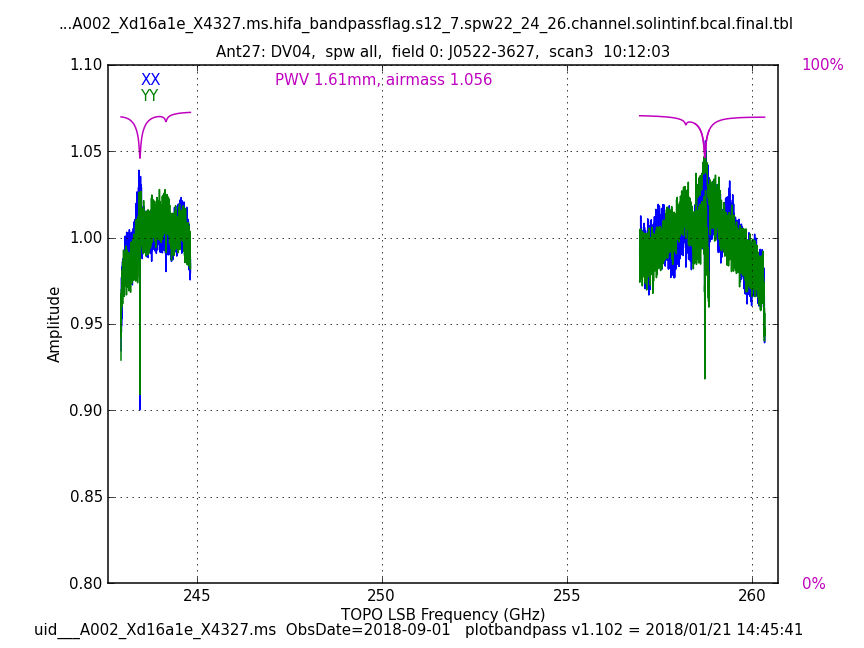 ...A002_Xd16a1e_X4327.ms.hifa_bandpassflag.s12_7.spw22_24_26.channel.solintinf.bcal.final.tbl
Ant27: DV04,  spw all,  field 0: J0522-3627,  scan3  10:12:03
1.10
100%
XX
PWV 1.61mm, airmass 1.056
YY
1.05
1.00
0.95
0.90
0.85
0.80
0%
Amplitude
245
250
255
260
TOPO LSB Frequency (GHz)
uid___A002_Xd16a1e_X4327.ms  ObsDate=2018-09-01   plotbandpass v1.102 = 2018/01/21 14:45:41